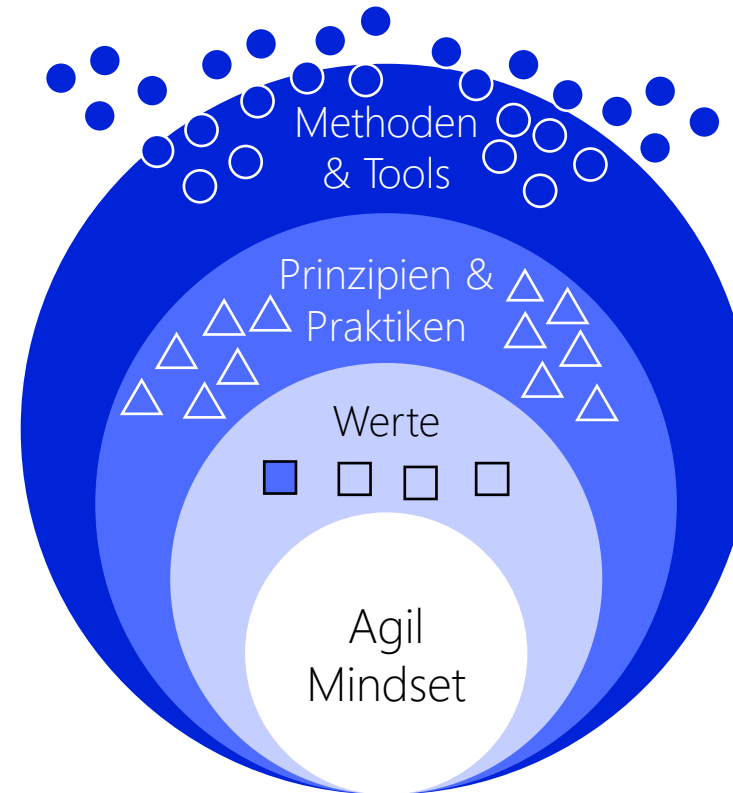 Methoden
& Tools
Prinzipien &
Praktiken
Werte
Agil
Mindset